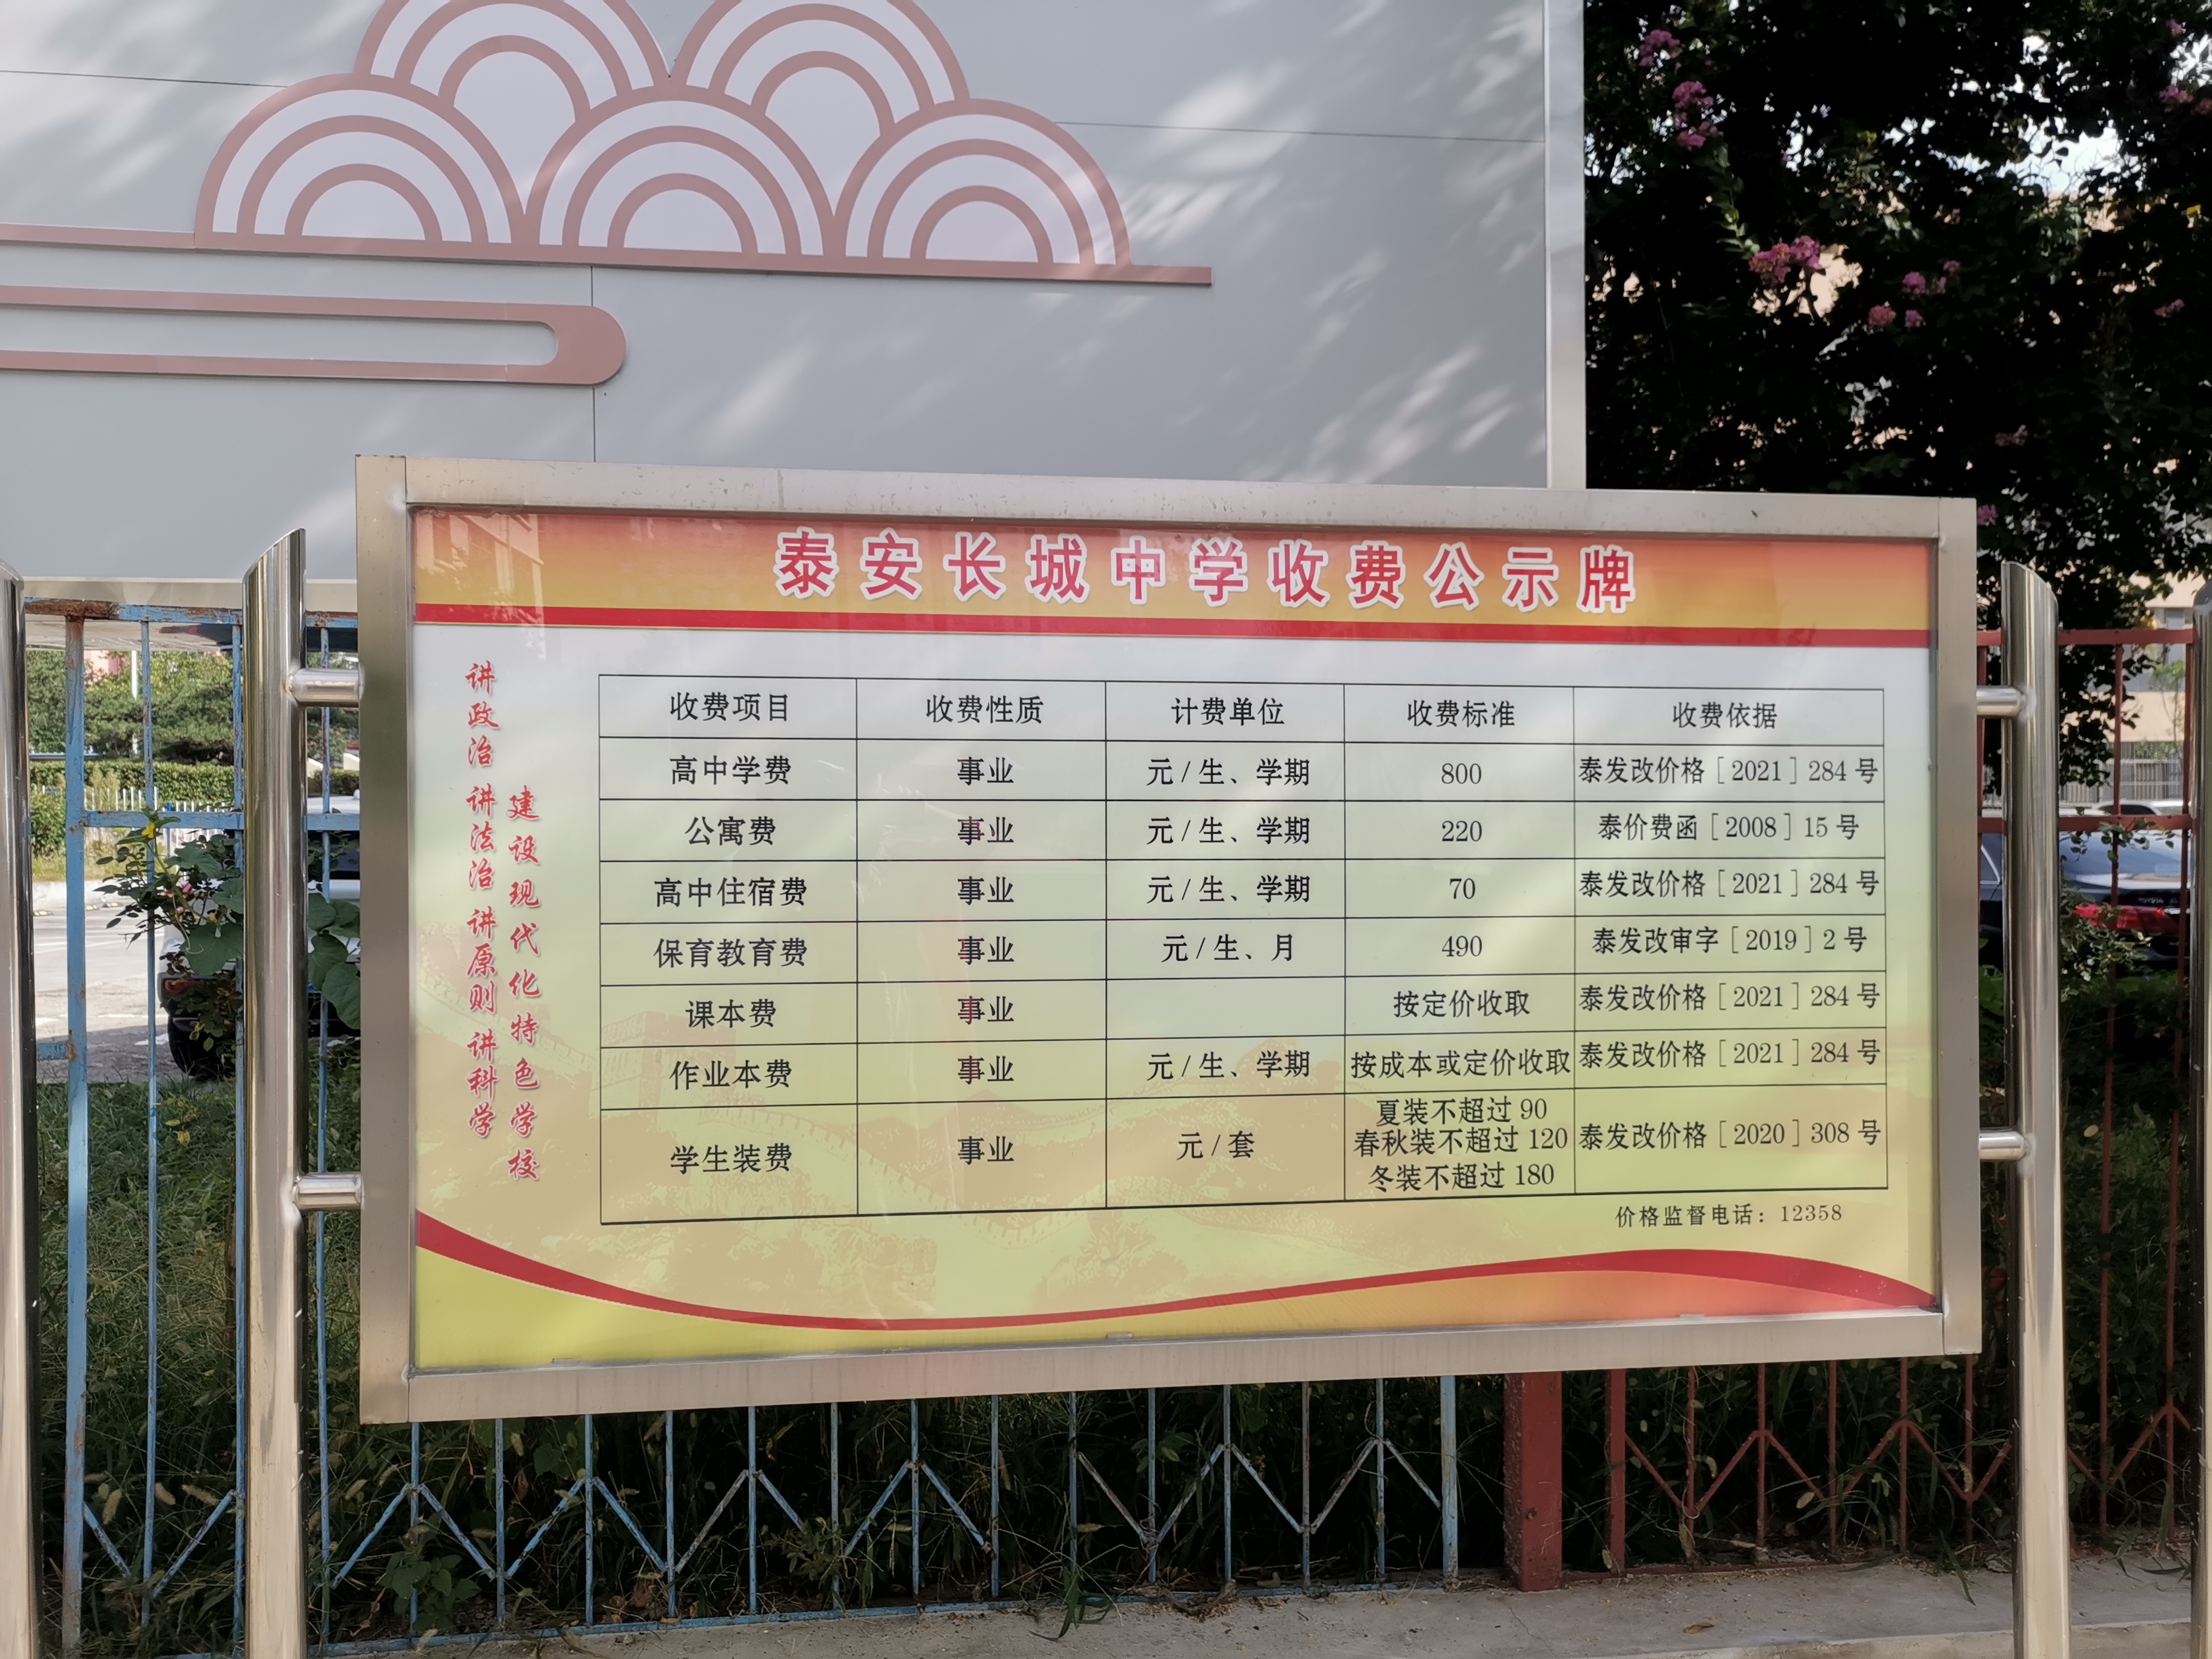 泰安长城中学收费公示牌
讲政治 讲法治 讲原则 讲科学
建设现代化特色学校
收费项目 收费性质 计费单位 收费标准 收费依据
高中学费 事业 元/生、学期 800 泰发改价格［2021］284号
公寓费 事业 元/生、学期 220 泰价费函［2008］15号
高中住宿费 事业 元/生、学期 70 泰发改价格［2021］284号
保育教育费 事业 元/生、月 490 泰发改审字［2019］2号
课本费 事业 按定价收取 泰发改价格［2021］284号
作业本费 事业 元/生、学期 按成本或定价收取 泰发改价格［2021］284号
学生装费 事业 元/套 夏装不超过90
春秋装不超过120 泰发改价格［2020］308号
冬装不超过180
价格监督电话：12358